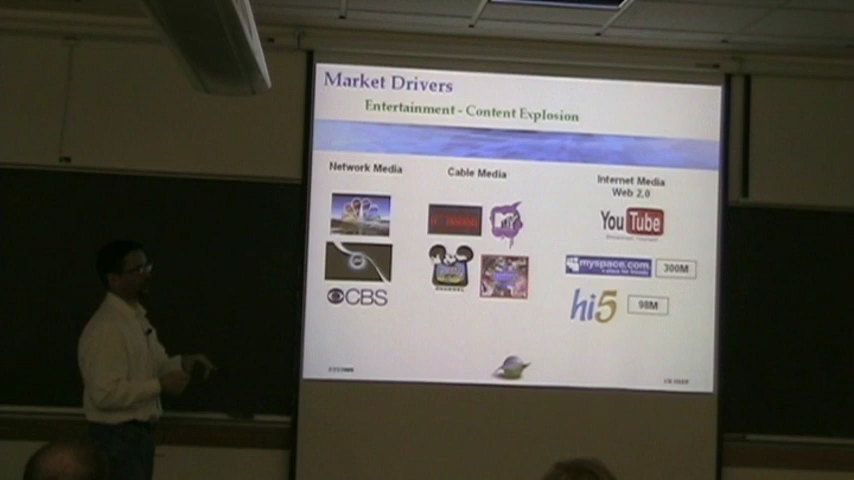 Market Drivers
Entertainment - Content Explosion
Network Media
Cable Media
Internet Media
Web 2.0
YouTube
myspace.com
300M
CBS
CHANNEL
hi5
98M